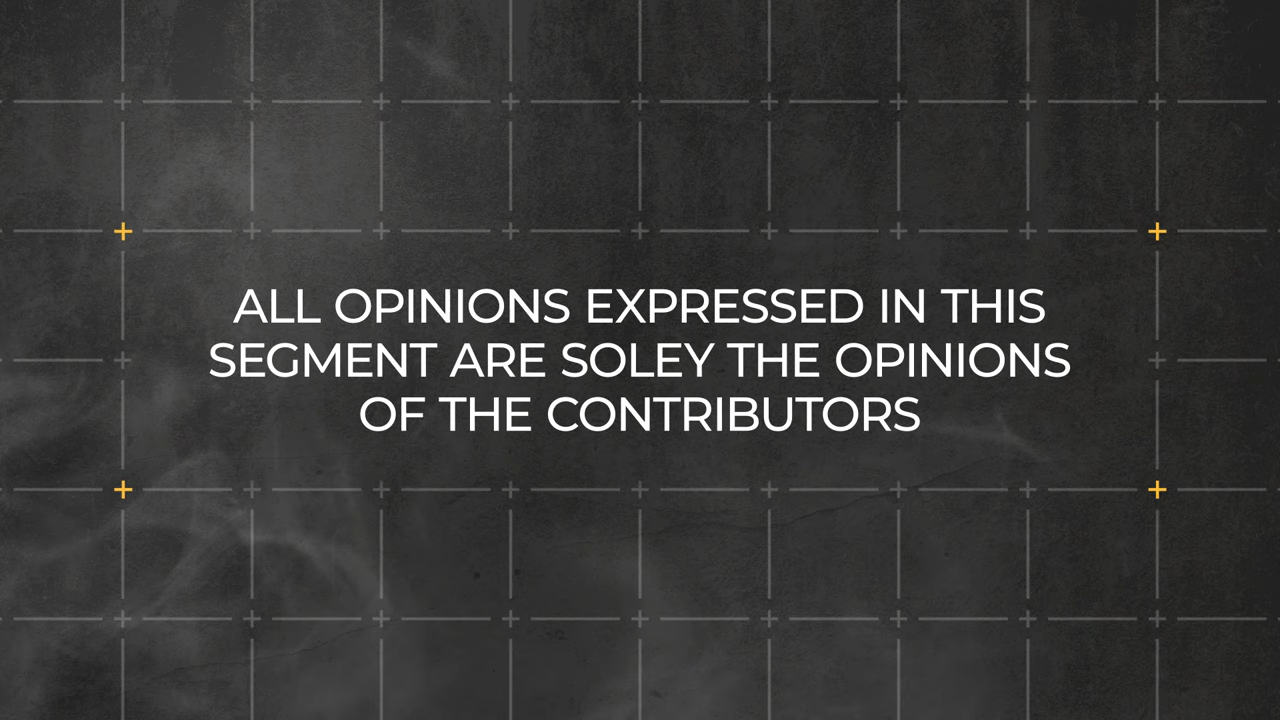 ALL OPINIONS EXPRESSED IN THIS
SEGMENT ARE SOLEY THE OPINIONS
OF THE CONTRIBUTORS